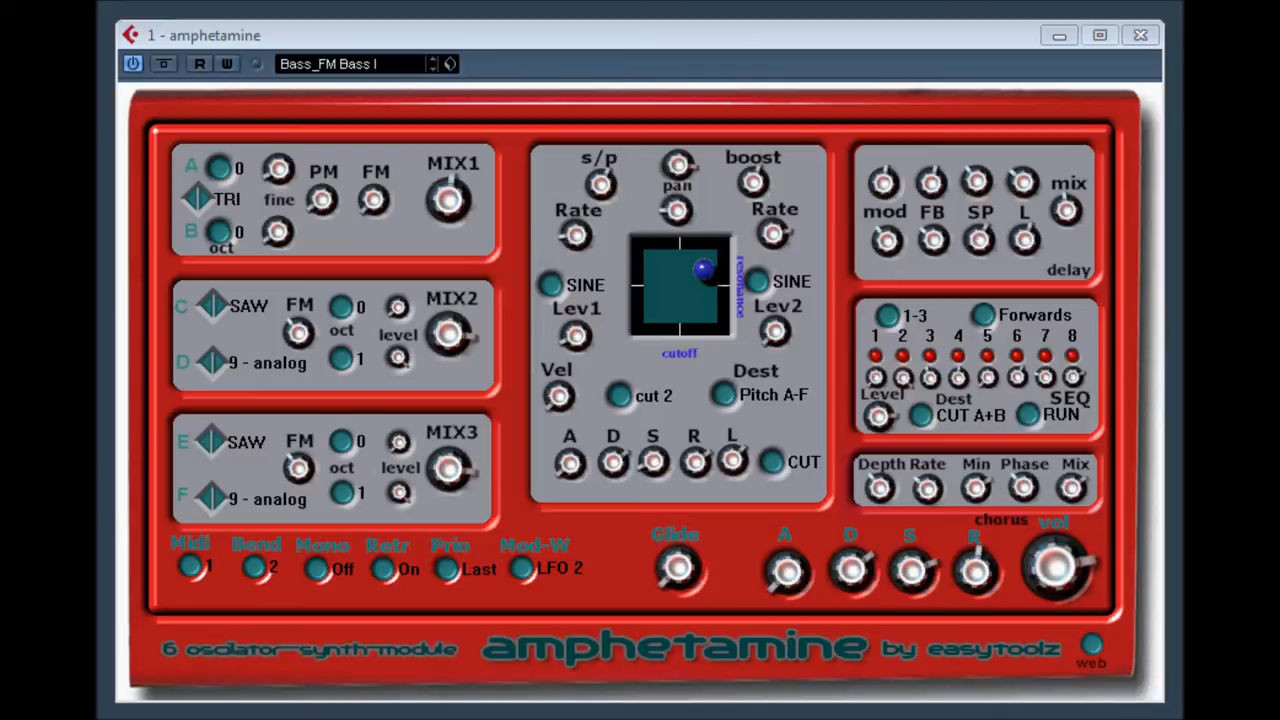 1 - amphetamine
R W Bass_FM Bass I
A 0 PM FM MIX1
TRI fine
B 0
oct
C SAW FM 0 MIX2
oct level
D 9 - analog 1
E SAW FM 0 MIX3
oct level
F 9 - analog 1
s/p pan boost
Rate Rate
SINE resonance SINE
Lev1 Lev2
cutoff
Vel Dest
cut 2 Pitch A-F
A D S R L
CUT
mod FB SP L mix
delay
1-3 Forwards
1 2 3 4 5 6 7 8
Level Dest SEQ
CUT A+B RUN
Depth Rate Min Phase Mix
chorus
Midi Bend Mono Retr Prio Mod-W Glide A D S R vol
1 2 Off On Last LFO 2
6 oscilator-synth-module amphetamine by easytoolz
web